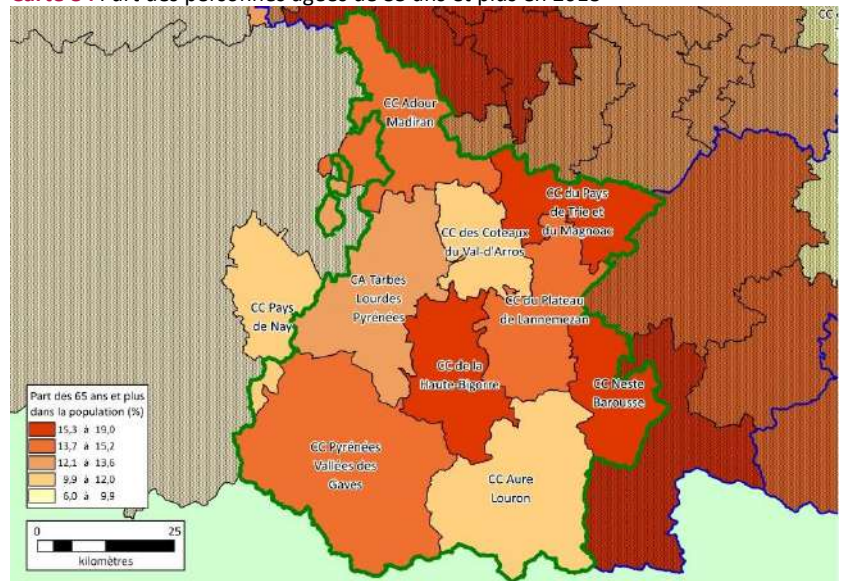 CC
CC Adour
Madiran
CC du Pays
de Trie et
du Magnoac
CC des Coteaux
du Val-d'Arros
CA Tarbes
Lourdes
Pyrénées
CC Pays
de Nay
CC du Plateau
de Lannemezan
CC de la
Haute-Bigorre
CC Neste
Barousse
CC Pyrénées
Vallées des
Gaves
CC Aure
Louron
Part des 65 ans et plus
dans la population (%)
15,3 à 19,0
13,7 à 15,2
12,1 à 13,6
9,9 à 12,0
6,0 à 9,9
0 25
kilomètres